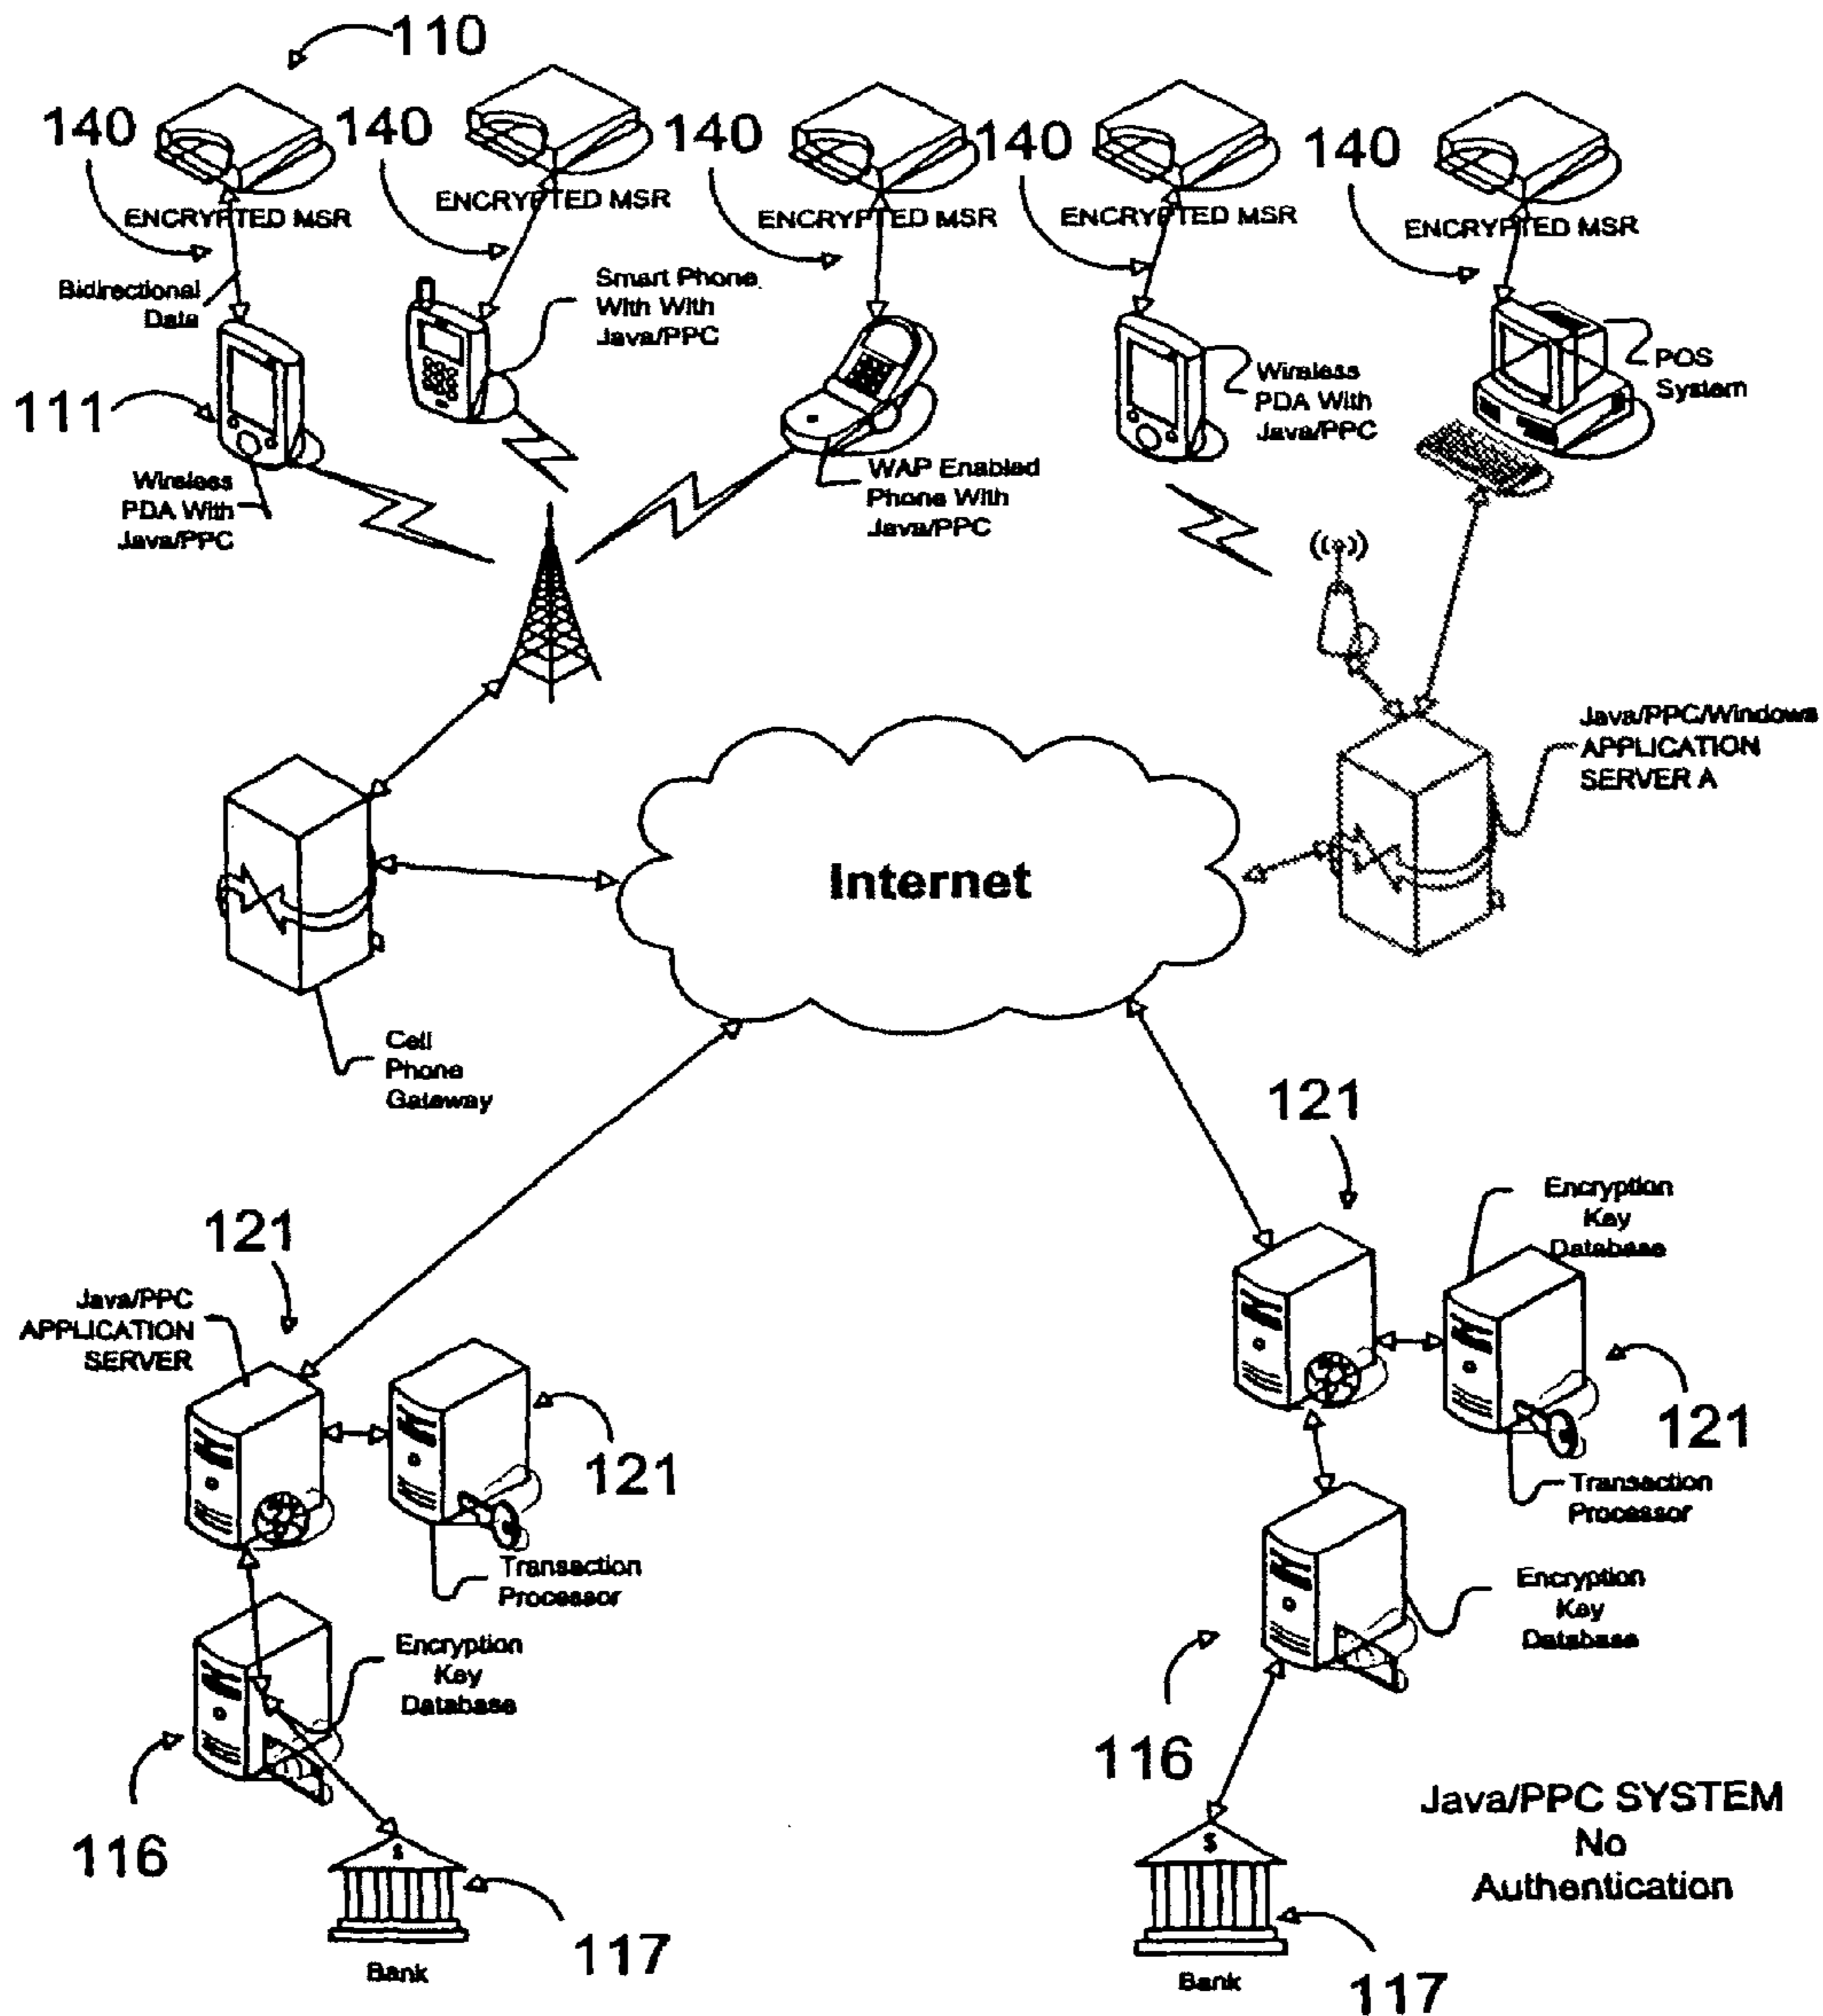 110
140
140
140
140
140
ENCRYPTED MSR
ENCRYPTED MSR
ENCRYPTED MSR
ENCRYPTED MSR
ENCRYPTED MSR
Bidirectional
Data
Smart Phone
With With
Java/PPC
111
Wireless
PDA With
Java/PPC
WAP Enabled
Phone With
Java/PPC
Wireless
PDA With
Java/PPC
POS
System
Java/PPC/Windows
APPLICATION
SERVER A
Internet
Cell
Phone
Gateway
121
Encryption
Key
Database
121
Transaction
Processor
Encryption
Key
Database
116
$
117
Bank
121
Java/PPC
APPLICATION
SERVER
121
Transaction
Processor
Encryption
Key
Database
116
$
117
Bank
Java/PPC SYSTEM
No
Authentication